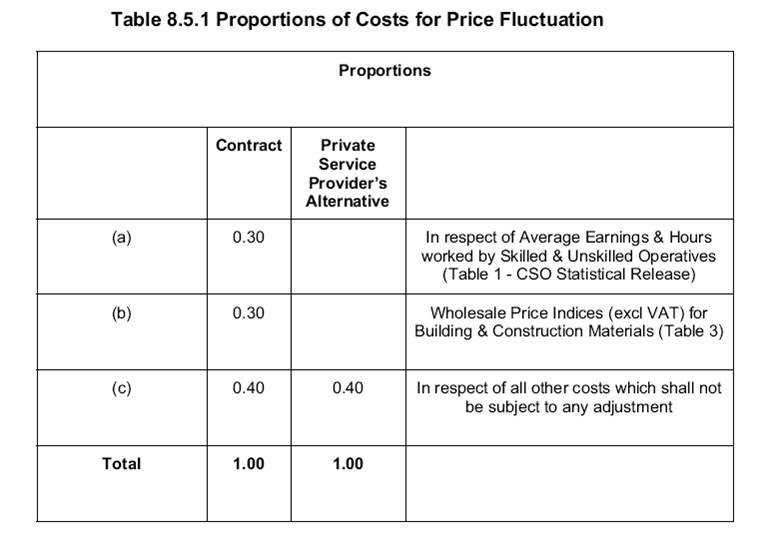 Table 8.5.1 Proportions of Costs for Price Fluctuation
Proportions
Contract
Private
Service
Provider's
Alternative
(a)
0.30
In respect of Average Earnings & Hours
worked by Skilled & Unskilled Operatives
(Table 1 - CSO Statistical Release)
(b)
0.30
Wholesale Price Indices (excl VAT) for
Building & Construction Materials (Table 3)
(c)
0.40
0.40
In respect of all other costs which shall not
be subject to any adjustment
Total
1.00
1.00